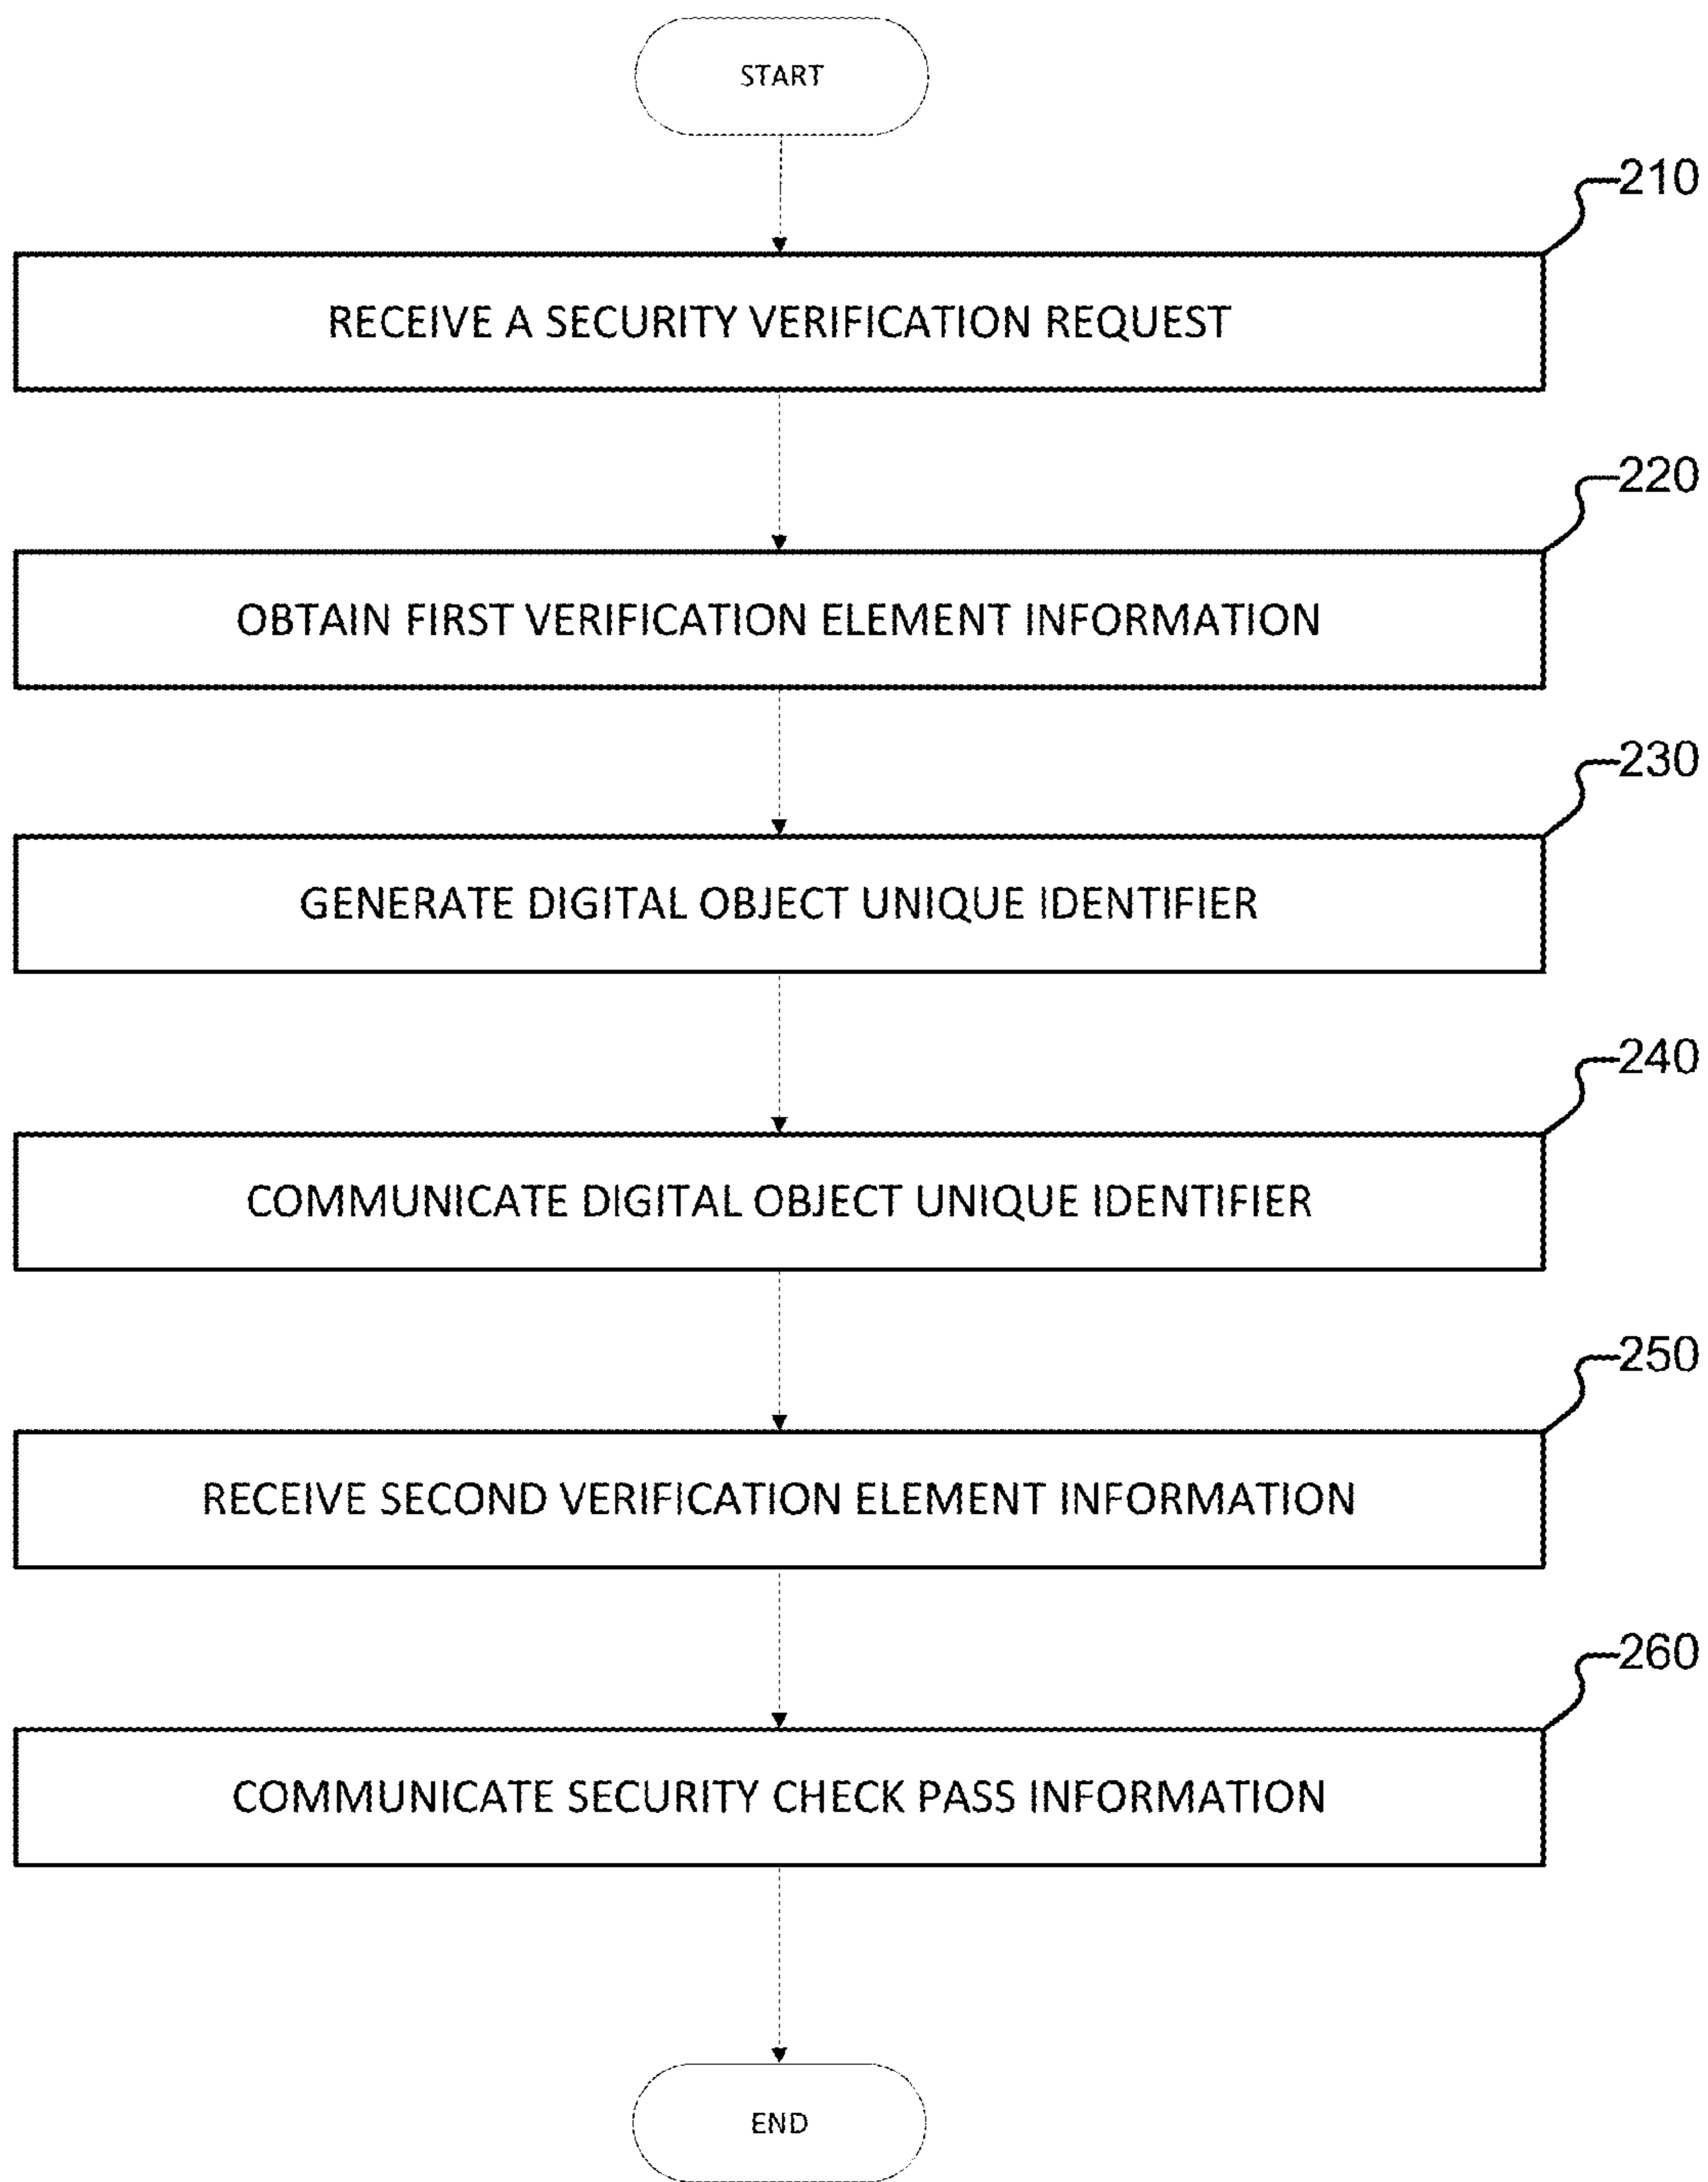 START
210
RECEIVE A SECURITY VERIFICATION REQUEST
220
OBTAIN FIRST VERIFICATION ELEMENT INFORMATION
230
GENERATE DIGITAL OBJECT UNIQUE IDENTIFIER
240
COMMUNICATE DIGITAL OBJECT UNIQUE IDENTIFIER
250
RECEIVE SECOND VERIFICATION ELEMENT INFORMATION
260
COMMUNICATE SECURITY CHECK PASS INFORMATION
END